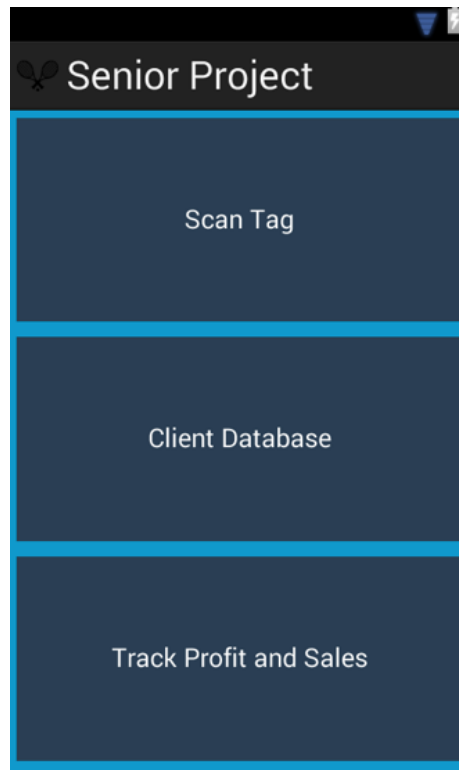 Senior Project
Scan Tag
Client Database
Track Profit and Sales